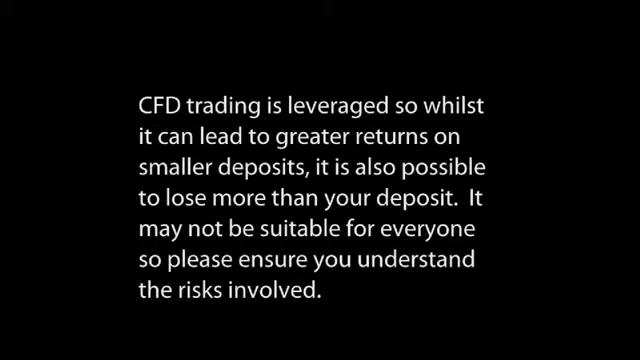 CFD trading is leveraged so whilst
it can lead to greater returns on
smaller deposits, it is also possible
to lose more than your deposit.  It
may not be suitable for everyone
so please ensure you understand
the risks involved.